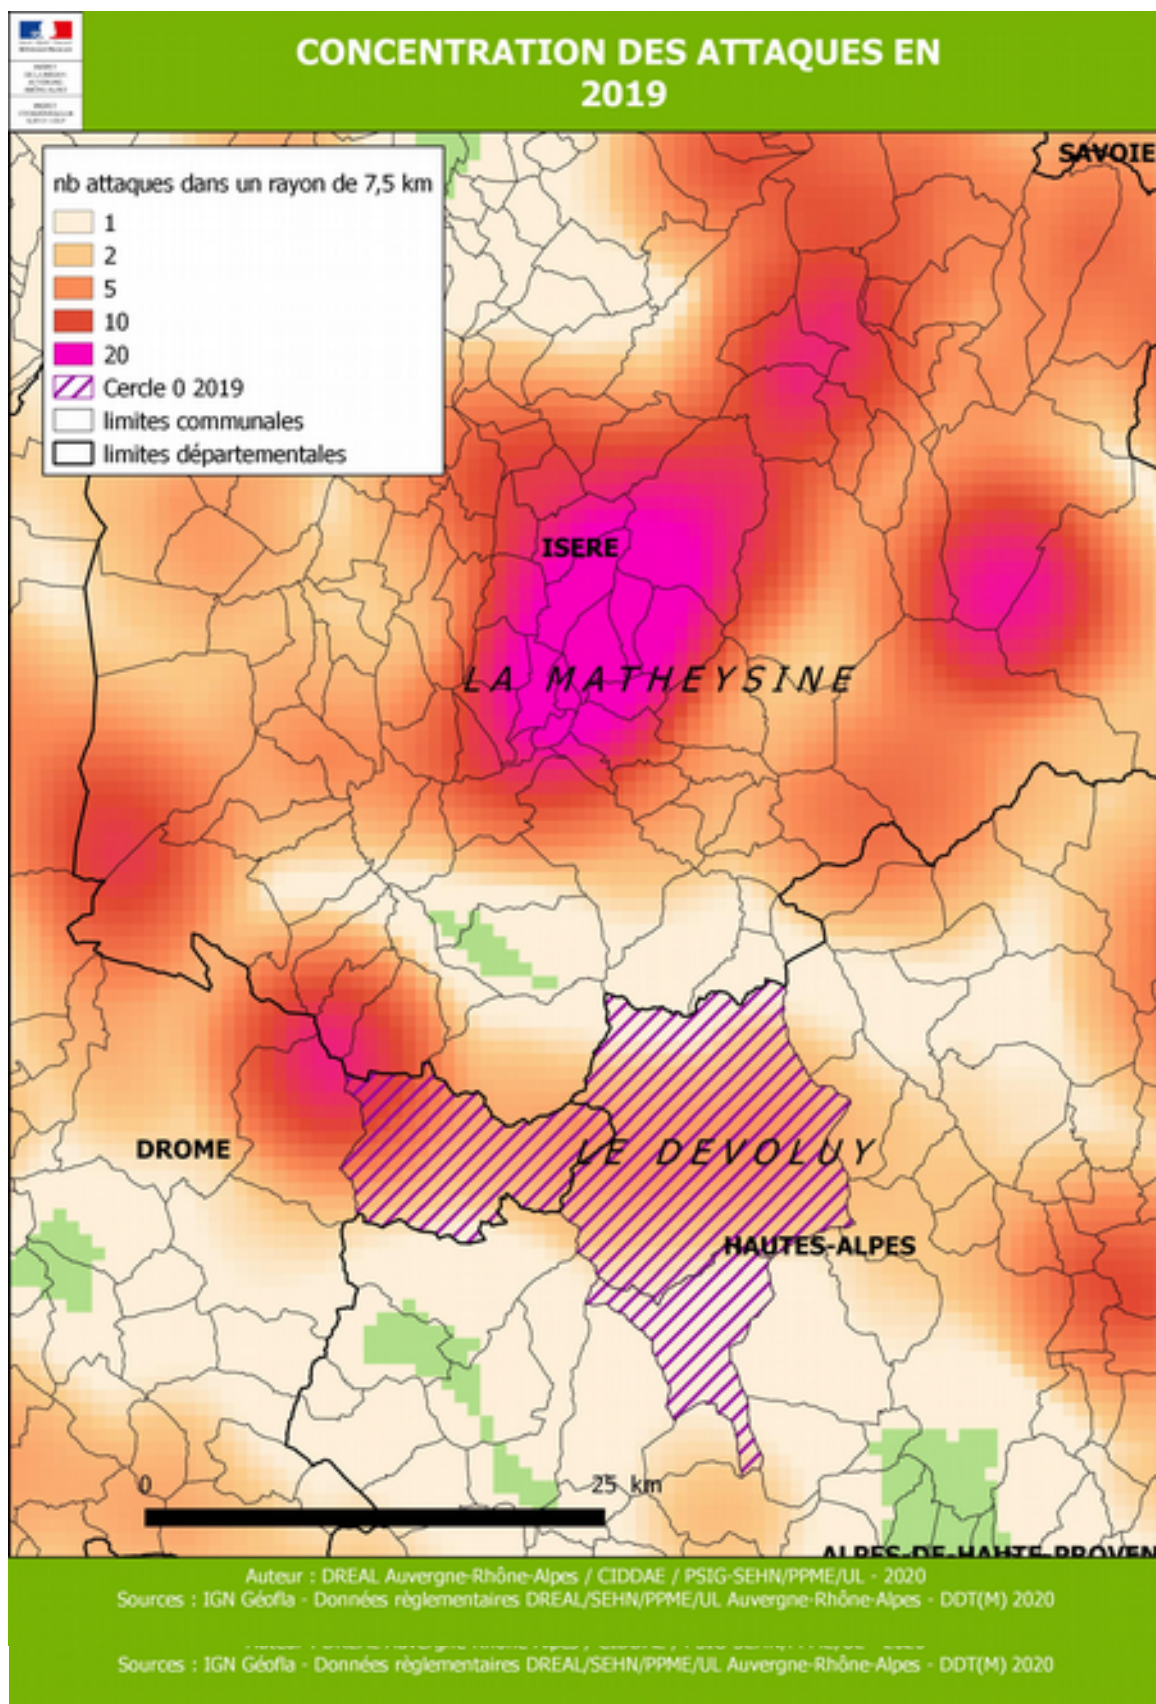 CONCENTRATION DES ATTAQUES EN
2019
SAVOIE
nb attaques dans un rayon de 7,5 km
1
2
5
10
20
Cercle 0 2019
limites communales
limites départementales
ISERE
LA MATHEYSINE
DROME
LE DEVOLUY
HAUTES-ALPES
0
25 km
ALPES-DE-HAUTE-PROVEN
Auteur : DREAL Auvergne-Rhône-Alpes / CIDDAE / PSIG-SEHN/PPME/UL - 2020
Sources : IGN Géofla - Données règlementaires DREAL/SEHN/PPME/UL Auvergne-Rhône-Alpes - DDT(M) 2020
Sources : IGN Géofla - Données règlementaires DREAL/SEHN/PPME/UL Auvergne-Rhône-Alpes - DDT(M) 2020